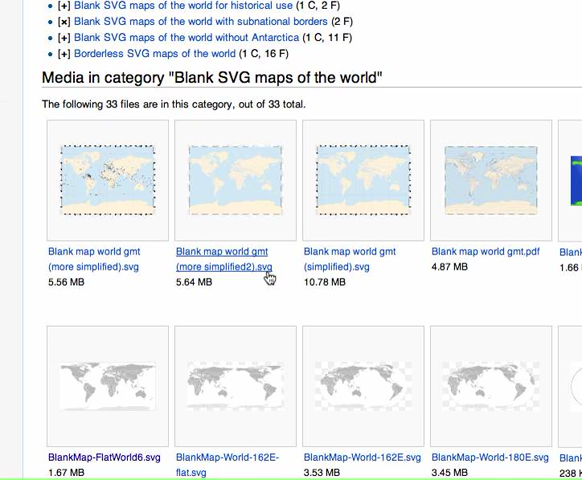 [+] Blank SVG maps of the world for historical use (1 C, 2 F)
[×] Blank SVG maps of the world with subnational borders (2 F)
[+] Blank SVG maps of the world without Antarctica (1 C, 11 F)
[+] Borderless SVG maps of the world (1 C, 16 F)
Media in category "Blank SVG maps of the world"
The following 33 files are in this category, out of 33 total.
Blank map world gmt
(more simplified).svg
5.56 MB
Blank map world gmt
(more simplified2).svg
5.64 MB
Blank map world gmt
(simplified).svg
10.78 MB
Blank map world gmt.pdf
4.87 MB
1.66
BlankMap-FlatWorld6.svg
1.67 MB
BlankMap-World-162E-
flat.svg
BlankMap-World-162E.svg
3.53 MB
BlankMap-World-180E.svg
3.45 MB
238